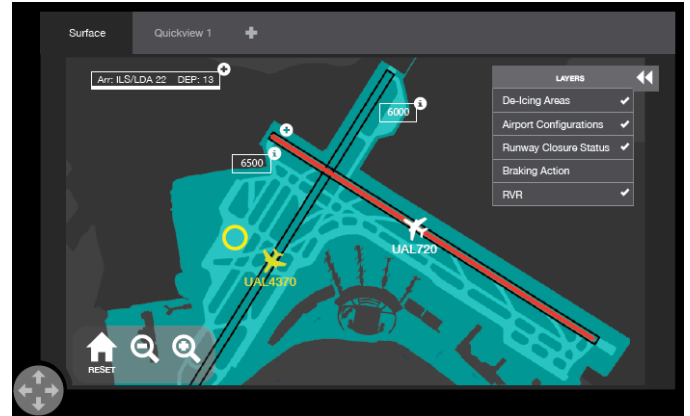 Surface
Quickview 1
Arr: ILS/LDA 22 DEP: 13
LAYERS
De-Icing Areas
Airport Configurations
Runway Closure Status
Braking Action
RVR
6000
6500
UAL720
UAL4370
RESET